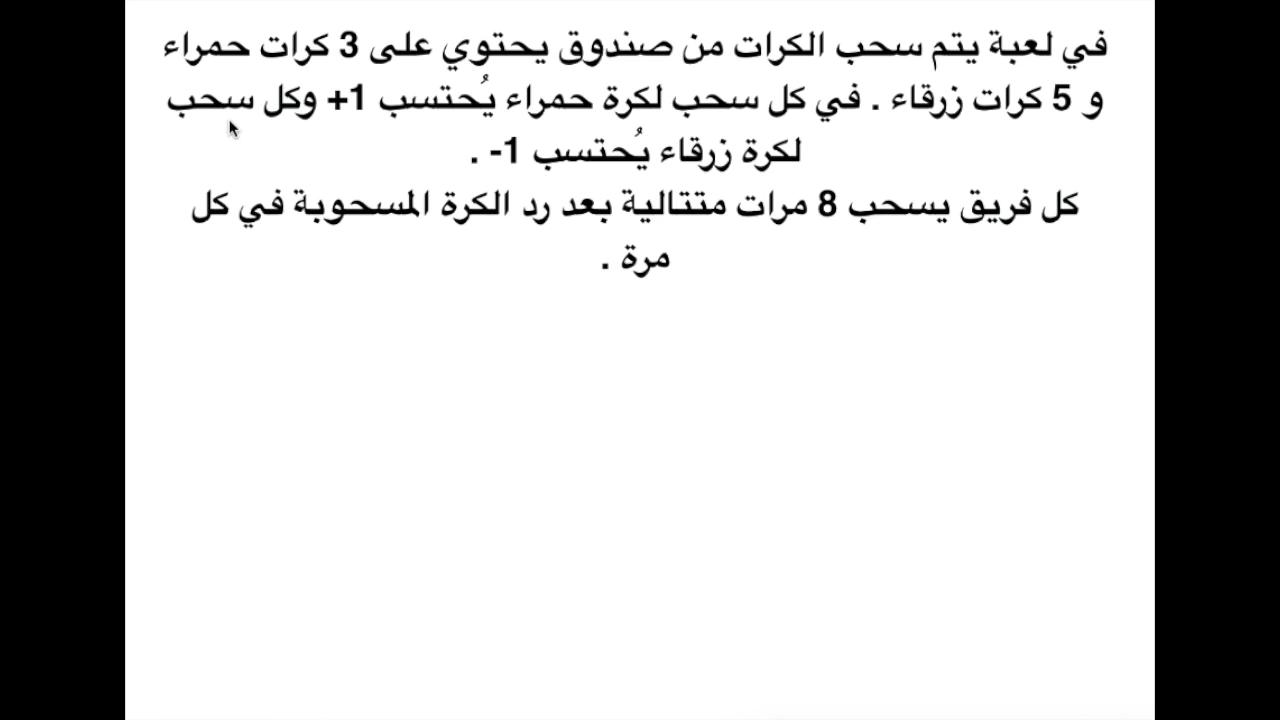 في لعبة يتم سحب الكرات من صندوق يحتوي على 3 كرات حمراء
و 5 كرات زرقاء . في كل سحب لكرة حمراء يُحتسب 1+ وكل سحب
لكرة زرقاء يُحتسب 1- .
كل فريق يسحب 8 مرات متتالية بعد رد الكرة المسحوبة في كل
مرة .